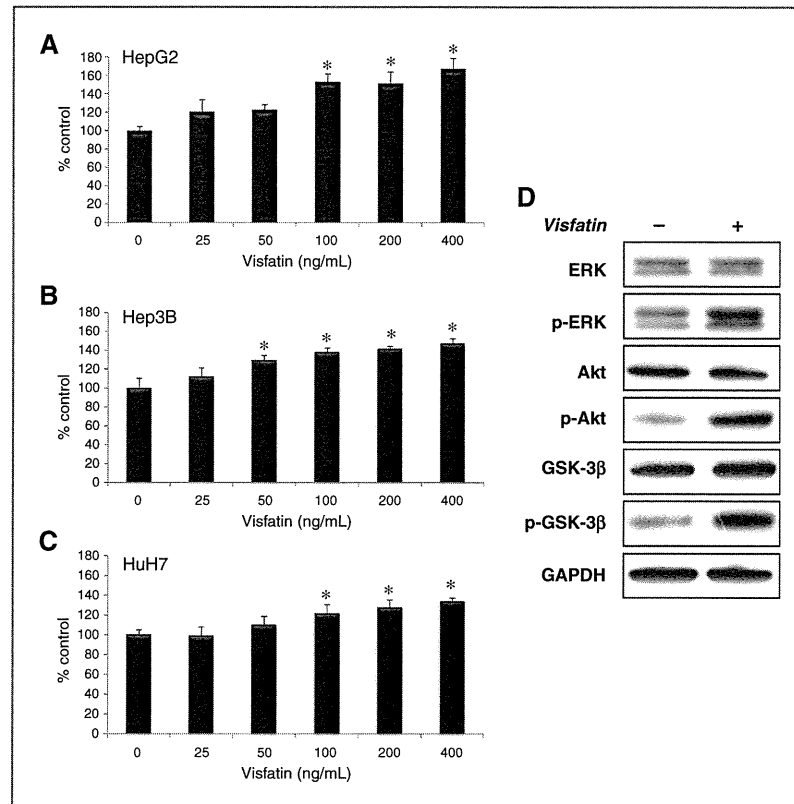 A
HepG2
% control
180
160
140
120
100
80
60
40
20
0
* * *
0 25 50 100 200 400
Visfatin (ng/mL)
B
Hep3B
% control
180
160
140
120
100
80
60
40
20
0
* * * *
0 25 50 100 200 400
Visfatin (ng/mL)
C
HuH7
% control
180
160
140
120
100
80
60
40
20
0
* * *
0 25 50 100 200 400
Visfatin (ng/mL)
D
Visfatin − +
ERK
p-ERK
Akt
p-Akt
GSK-3β
p-GSK-3β
GAPDH